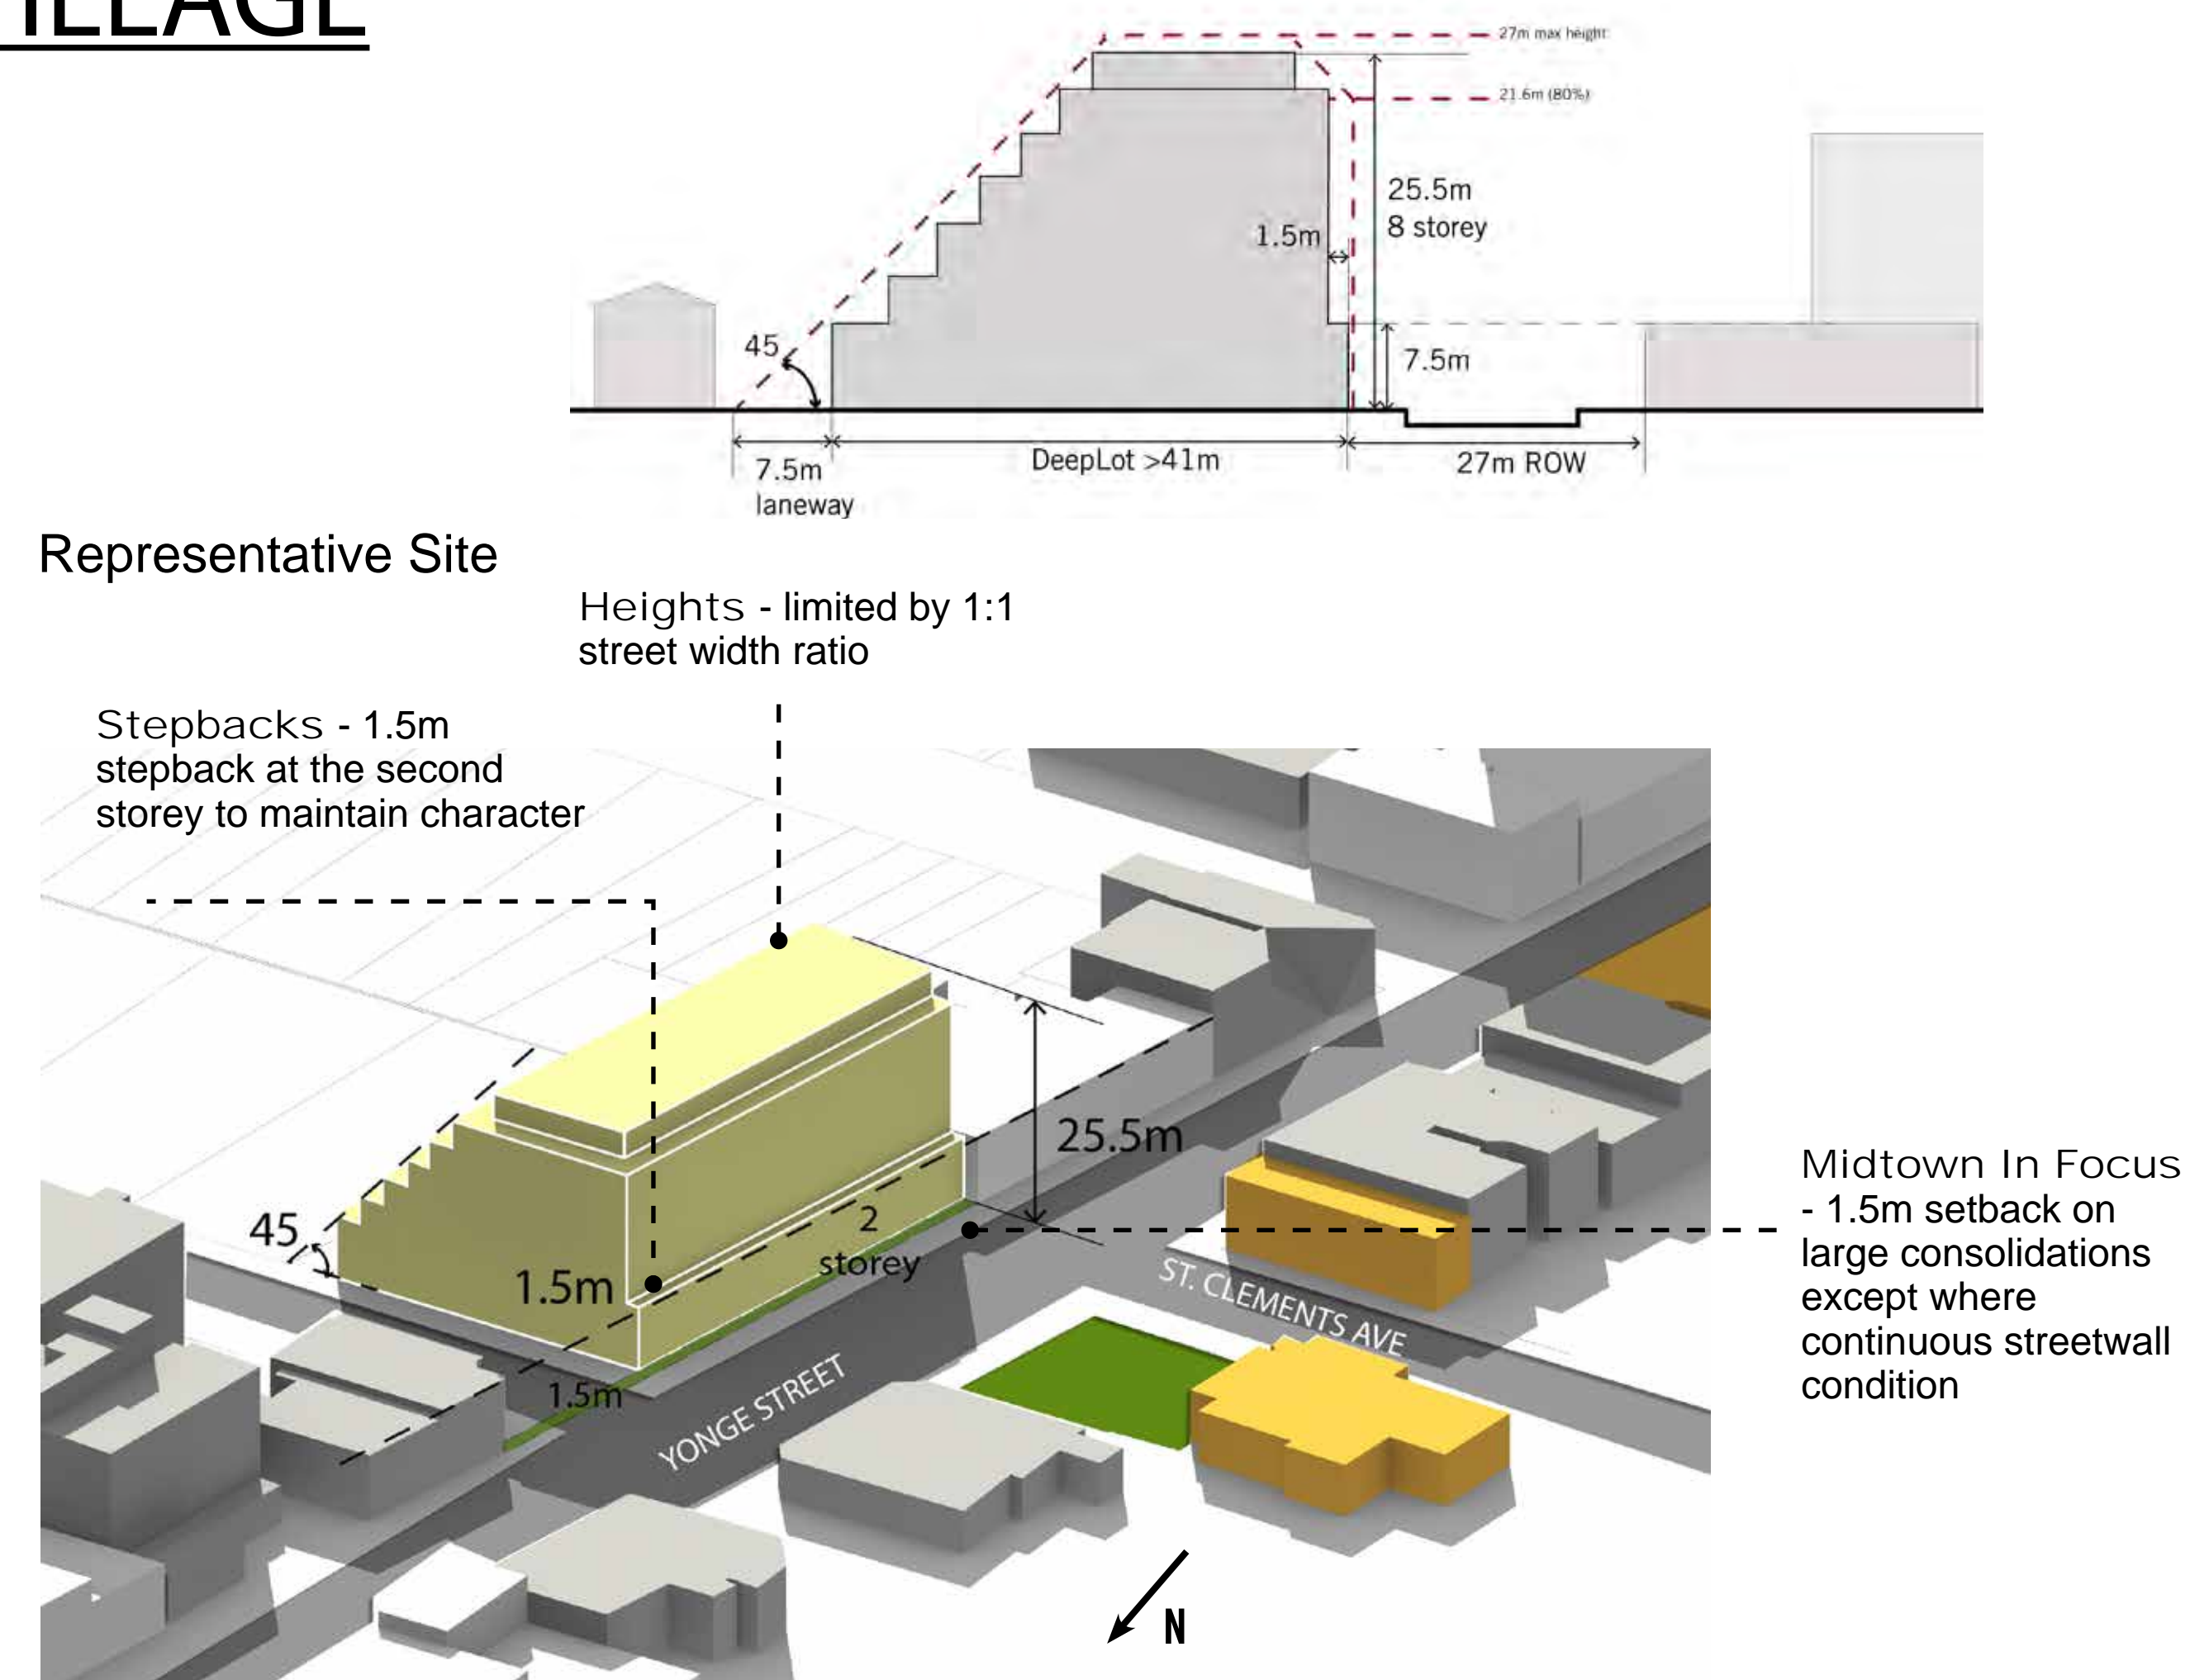 27m max height
21.6m (80%)
25.5m
8 storey
1.5m
45
7.5m
DeepLot >41m
27m ROW
7.5m
laneway
Representative Site
Heights - limited by 1:1
street width ratio
Stepbacks - 1.5m
stepback at the second
storey to maintain character
25.5m
45
2
storey
1.5m
1.5m
YONGE STREET
ST. CLEMENTS AVE
Midtown In Focus
- 1.5m setback on
large consolidations
except where
continuous streetwall
condition
N